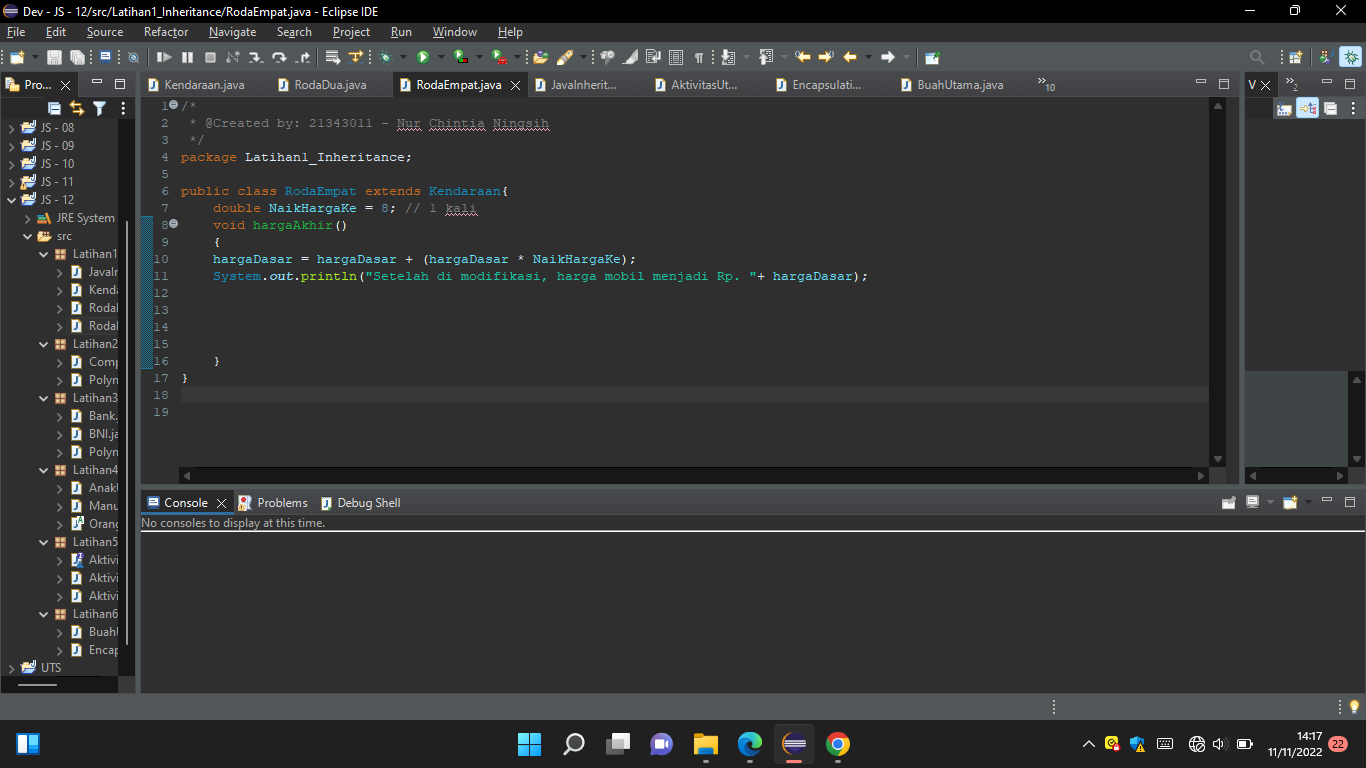 Dev - JS - 12/src/Latihan1_Inheritance/RodaEmpat.java - Eclipse IDE
File Edit Source Refactor Navigate Search Project Run Window Help
Pro... Kendaraan.java RodaDua.java RodaEmpat.java JavaInherit... AktivitasUt... Encapsulati... BuahUtama.java »10 V »2
JS - 08
JS - 09
JS - 10
JS - 11
JS - 12
JRE System
src
Latihan1
JavaIn
Kenda
RodaI
RodaI
Latihan2
Comp
Polyn
Latihan3
Bank.
BNI.ja
Polyn
Latihan4
Anak
Manu
Orang
Latihan5
Aktivi
Aktivi
Aktivi
Latihan6
Buah
Encap
UTS
1 /*
2 * @Created by: 21343011 - Nur Chintia Ningsih
3 */
4 package Latihan1_Inheritance;
5
6 public class RodaEmpat extends Kendaraan{
7 double NaikHargaKe = 8; // 1 kali
8 void hargaAkhir()
9 {
10 hargaDasar = hargaDasar + (hargaDasar * NaikHargaKe);
11 System.out.println("Setelah di modifikasi, harga mobil menjadi Rp. "+ hargaDasar);
12
13
14
15
16 }
17 }
18
19
Console Problems Debug Shell
No consoles to display at this time.
14:17
11/11/2022 22